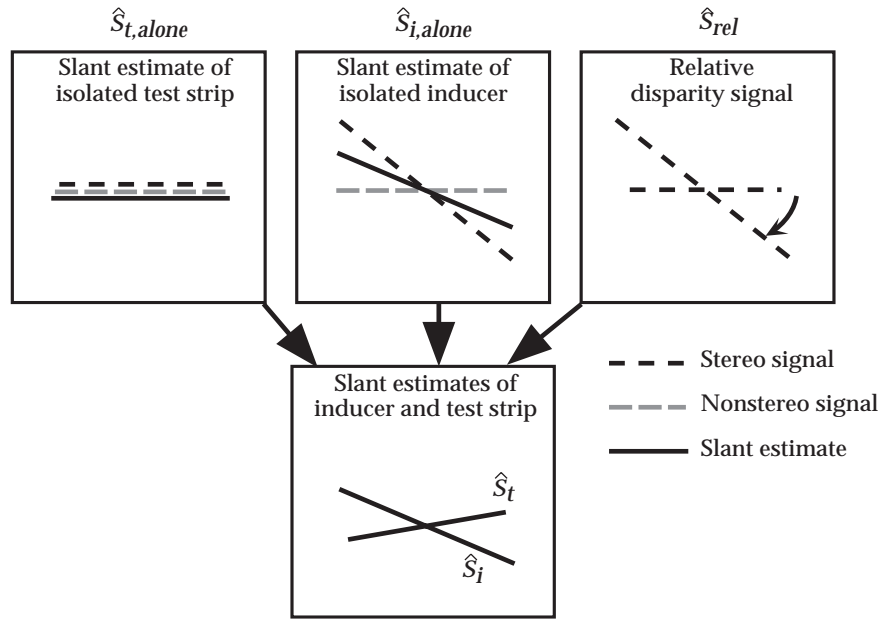 Ŝt,alone
Ŝi,alone
Ŝrel
Slant estimate of
isolated test strip
Slant estimate of
isolated inducer
Relative
disparity signal
Slant estimates of
inducer and test strip
Ŝt
Ŝi
Stereo signal
Nonstereo signal
Slant estimate